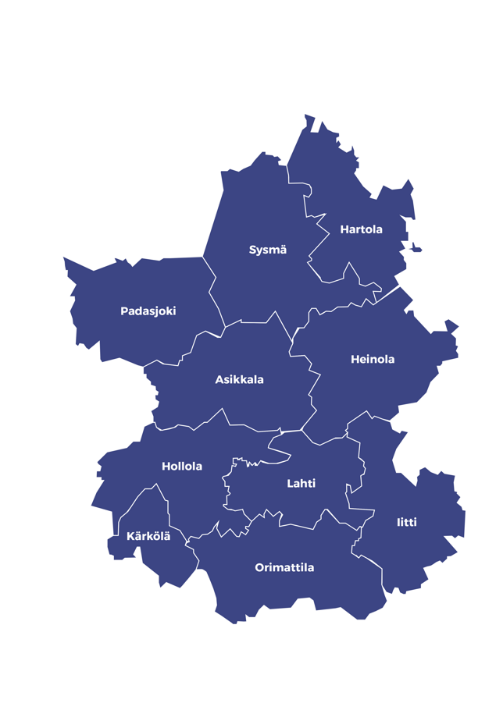 Hartola
Sysmä
Padasjoki
Heinola
Asikkala
Hollola
Lahti
Iitti
Kärkölä
Orimattila